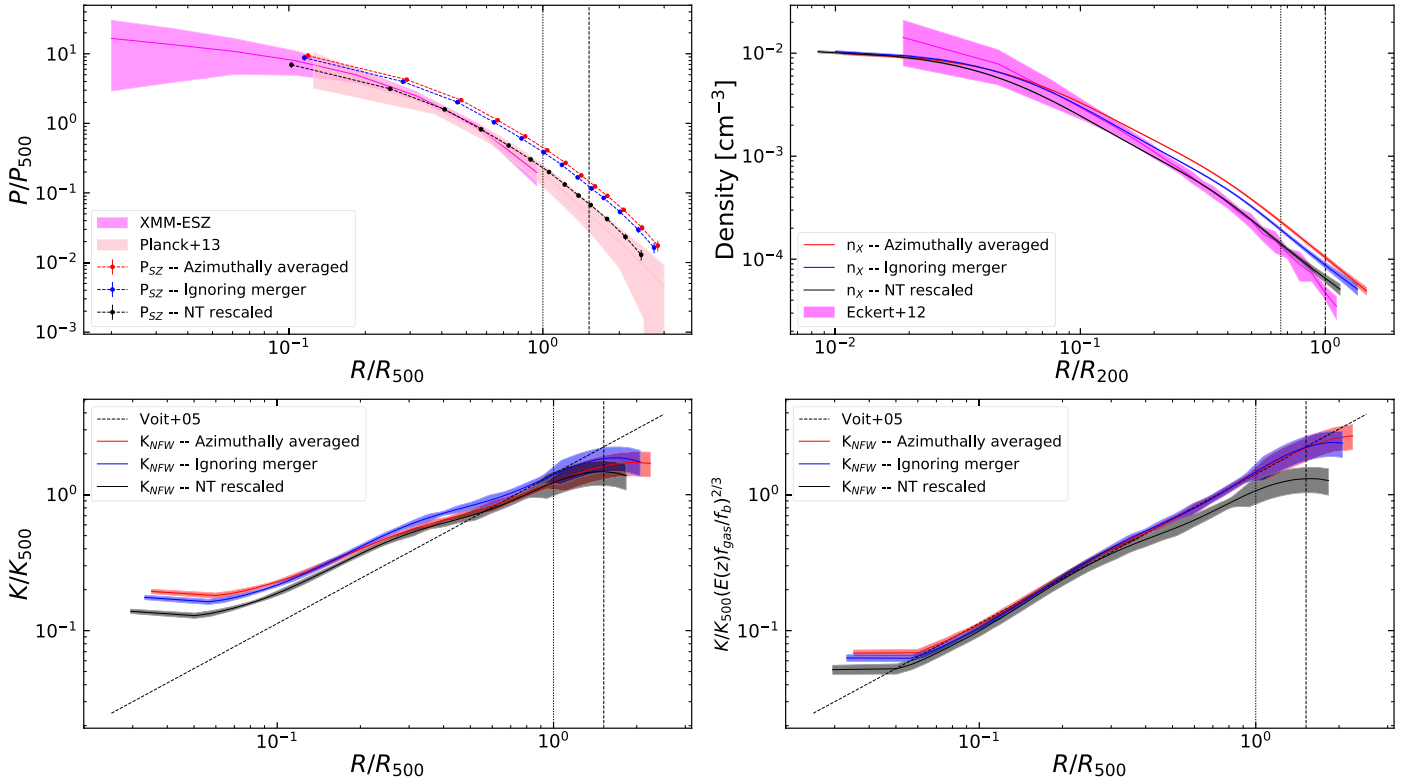 10¹
10⁰
10⁻¹
10⁻²
10⁻³
P/P₅₀₀
XMM-ESZ
Planck+13
P_SZ -- Azimuthally averaged
P_SZ -- Ignoring merger
P_SZ -- NT rescaled
10⁻¹
10⁰
R/R₅₀₀
10⁻²
10⁻³
10⁻⁴
Density [cm⁻³]
n_X -- Azimuthally averaged
n_X -- Ignoring merger
n_X -- NT rescaled
Eckert+12
10⁻²
10⁻¹
10⁰
R/R₂₀₀
10⁰
10⁻¹
K/K₅₀₀
Voit+05
K_NFW -- Azimuthally averaged
K_NFW -- Ignoring merger
K_NFW -- NT rescaled
10⁻¹
10⁰
R/R₅₀₀
10⁰
10⁻¹
K/K₅₀₀(E(z)f_gas/f_b)²ᐟ³
Voit+05
K_NFW -- Azimuthally averaged
K_NFW -- Ignoring merger
K_NFW -- NT rescaled
10⁻¹
10⁰
R/R₅₀₀